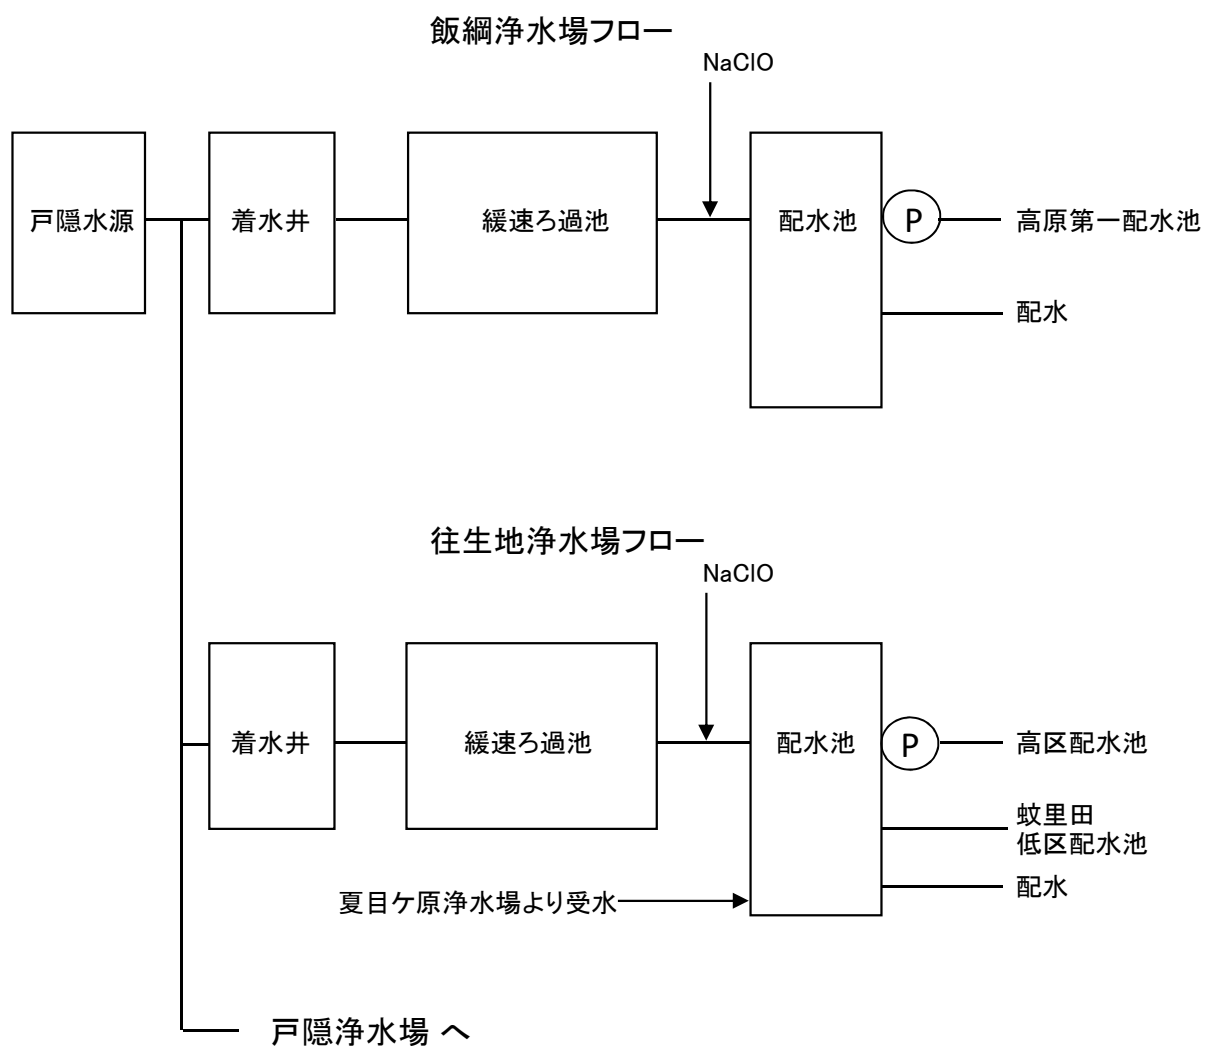 飯綱浄水場フロー
NaClO
戸隠水源
着水井
緩速ろ過池
配水池
P
高原第一配水池
配水
往生地浄水場フロー
NaClO
着水井
緩速ろ過池
配水池
P
高区配水池
蚊里田
低区配水池
配水
夏目ケ原浄水場より受水
戸隠浄水場 へ